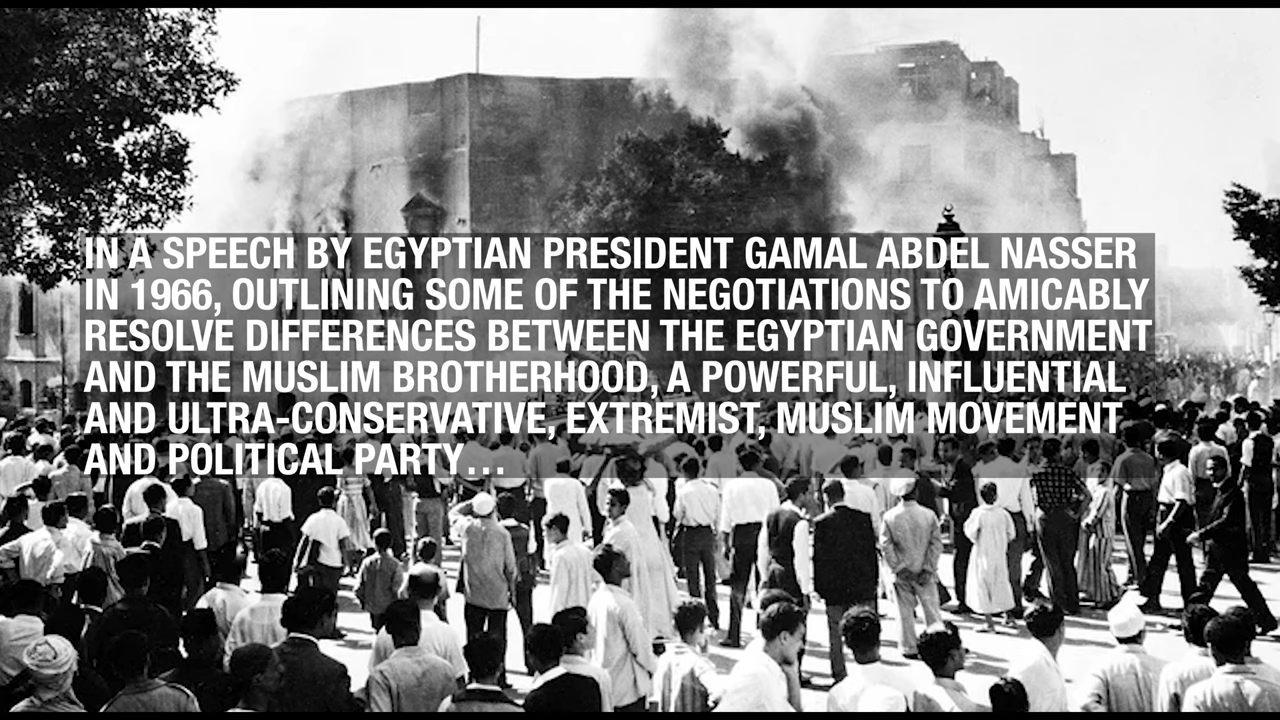 IN A SPEECH BY EGYPTIAN PRESIDENT GAMAL ABDEL NASSER
IN 1966, OUTLINING SOME OF THE NEGOTIATIONS TO AMICABLY
RESOLVE DIFFERENCES BETWEEN THE EGYPTIAN GOVERNMENT
AND THE MUSLIM BROTHERHOOD, A POWERFUL, INFLUENTIAL
AND ULTRA-CONSERVATIVE, EXTREMIST, MUSLIM MOVEMENT
AND POLITICAL PARTY…